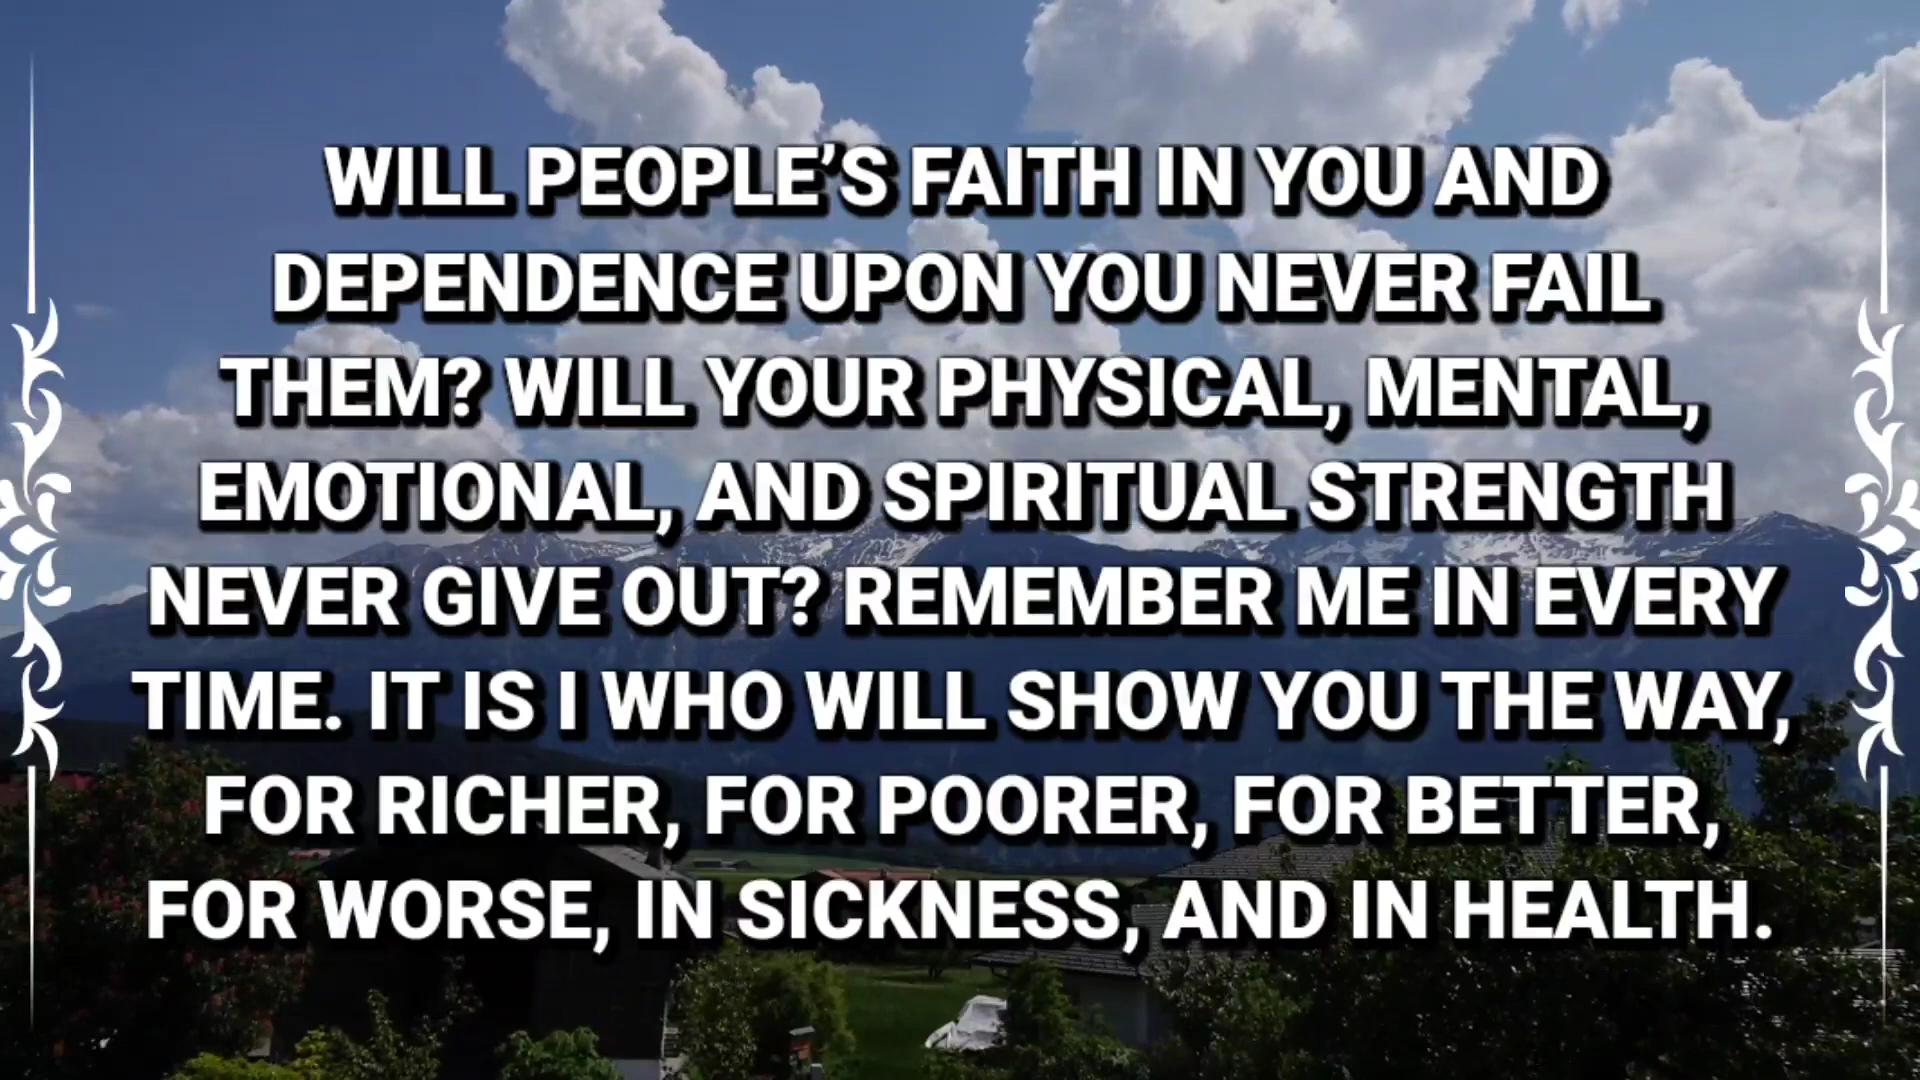 WILL PEOPLE’S FAITH IN YOU AND
DEPENDENCE UPON YOU NEVER FAIL
THEM? WILL YOUR PHYSICAL, MENTAL,
EMOTIONAL, AND SPIRITUAL STRENGTH
NEVER GIVE OUT? REMEMBER ME IN EVERY
TIME. IT IS I WHO WILL SHOW YOU THE WAY,
FOR RICHER, FOR POORER, FOR BETTER,
FOR WORSE, IN SICKNESS, AND IN HEALTH.